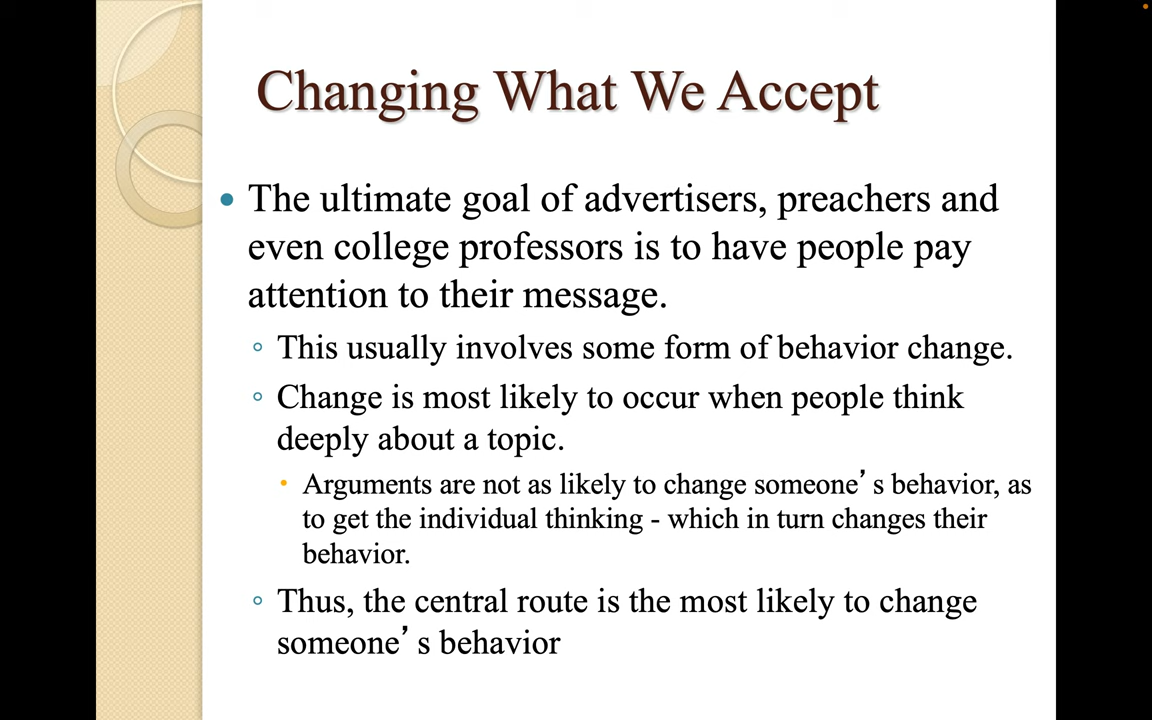 Changing What We Accept
• The ultimate goal of advertisers, preachers and
even college professors is to have people pay
attention to their message.
◦ This usually involves some form of behavior change.
◦ Change is most likely to occur when people think
deeply about a topic.
• Arguments are not as likely to change someone’s behavior, as
to get the individual thinking - which in turn changes their
behavior.
◦ Thus, the central route is the most likely to change
someone’s behavior